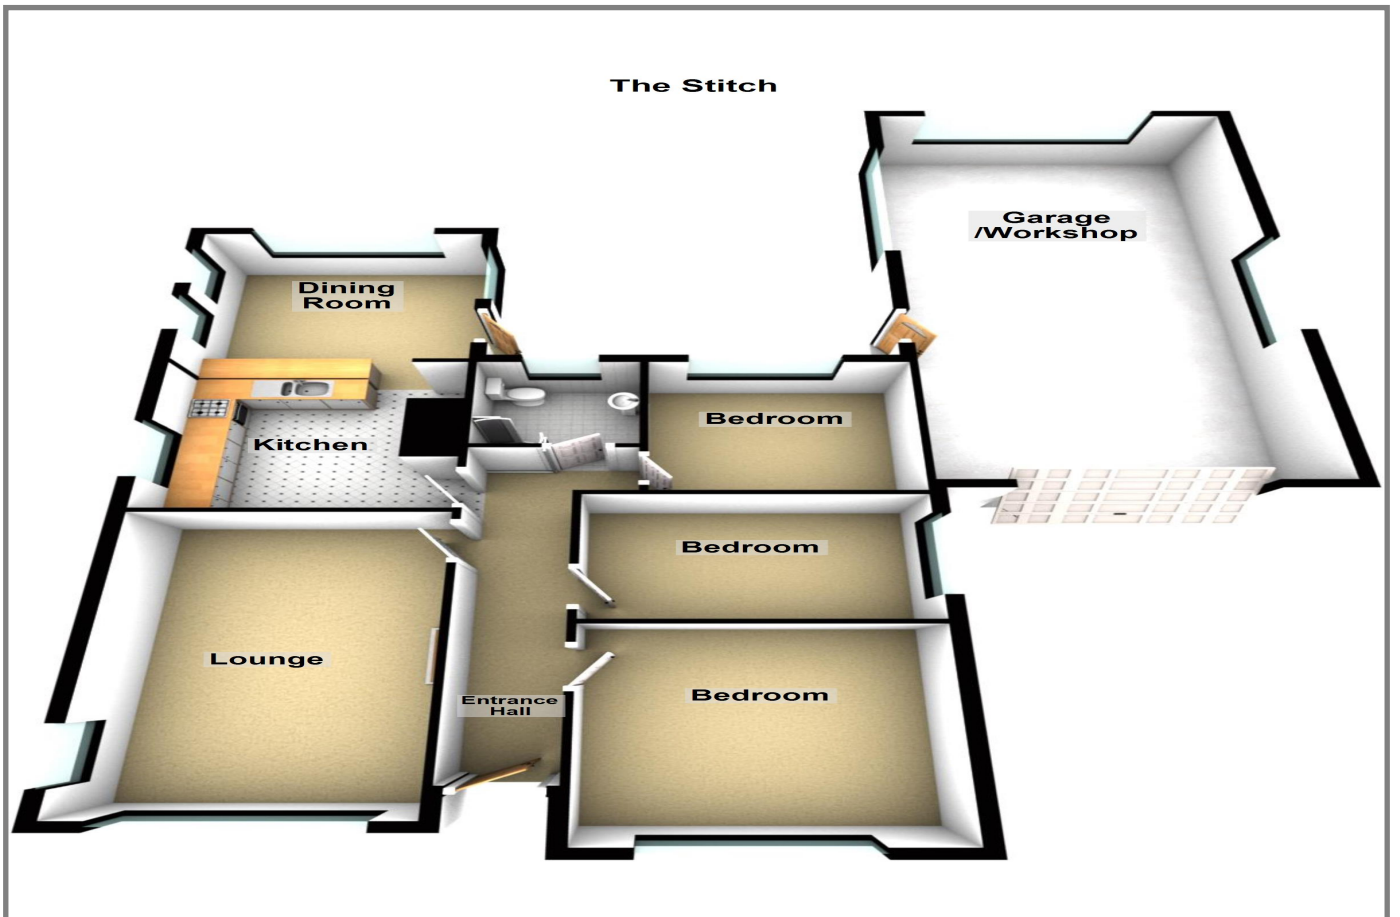 The Stitch
Garage
/Workshop
Dining
Room
Kitchen
Bedroom
Bedroom
Lounge
Bedroom
Entrance
Hall